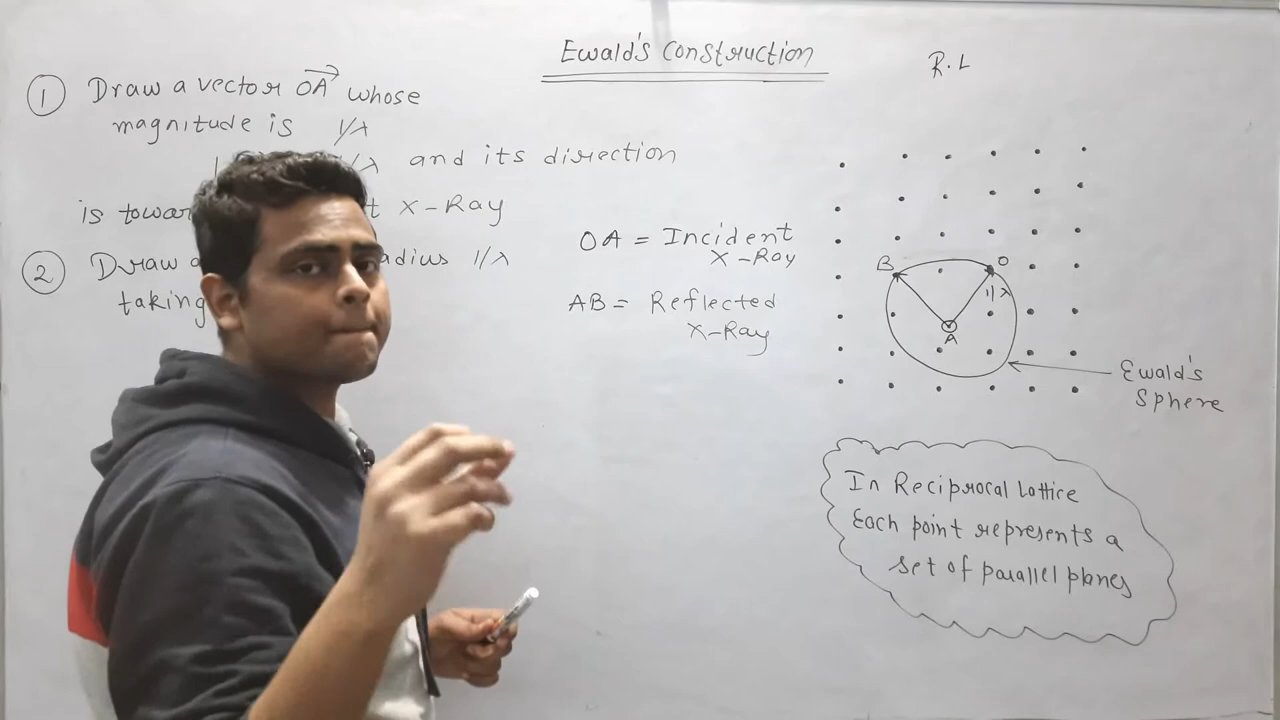 Ewald's Construction
R.L
① Draw a vector OA whose
magnitude is 1/λ
and its direction
is X-Ray
② Draw 1/λ
taking
OA = Incident
X-Ray
AB = Reflected
X-Ray
B
O
1/λ
A
Ewald's
Sphere
In Reciprocal Lattice
Each point represents a
set of parallel planes